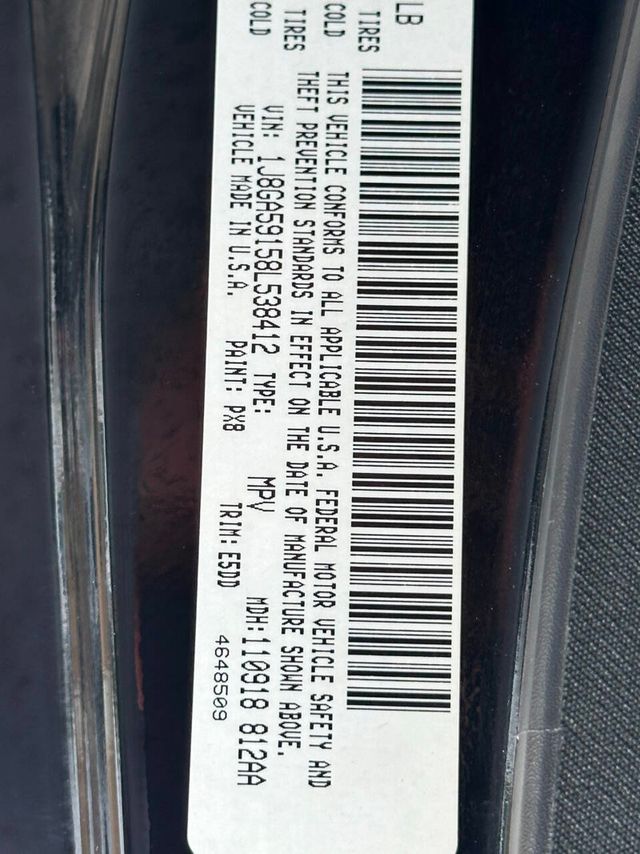 LB
TIRES COLD
TIRES COLD
THIS VEHICLE CONFORMS TO ALL APPLICABLE U.S.A. FEDERAL MOTOR VEHICLE SAFETY AND
THEFT PREVENTION STANDARDS IN EFFECT ON THE DATE OF MANUFACTURE SHOWN ABOVE.
VIN: 1J8GA59158L538412 TYPE: MPV MDH: 110918 812AA
VEHICLE MADE IN U.S.A. PAINT: PX8 TRIM: E5DD 4648509